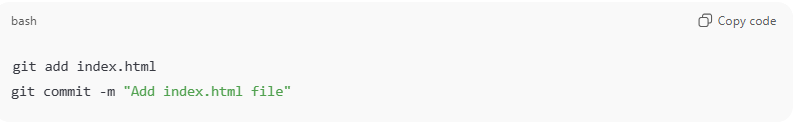 bash
Copy code
git add index.html
git commit -m "Add index.html file"